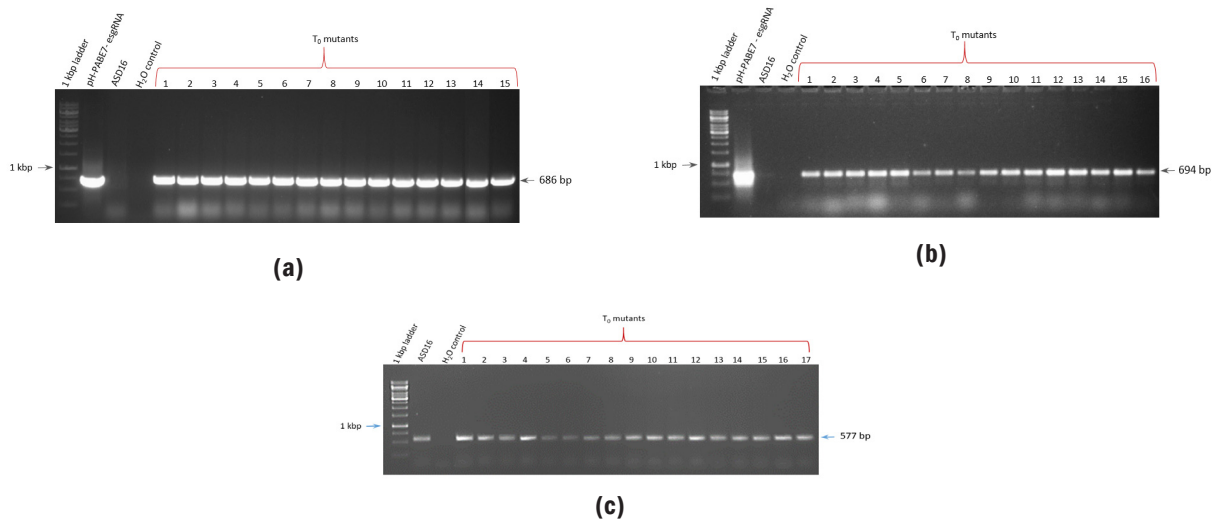 T₀ mutants
1 kbp ladder
pH-PABE7- esgRNA
ASD16
H₂O control
1 2 3 4 5 6 7 8 9 10 11 12 13 14 15
1 kbp
686 bp
(a)
T₀ mutants
1 kbp ladder
pH-PABE7 - esgRNA
ASD16
H₂O control
1 2 3 4 5 6 7 8 9 10 11 12 13 14 15 16
1 kbp
694 bp
(b)
T₀ mutants
1 kbp ladder
ASD16
H₂O control
1 2 3 4 5 6 7 8 9 10 11 12 13 14 15 16 17
1 kbp
577 bp
(c)